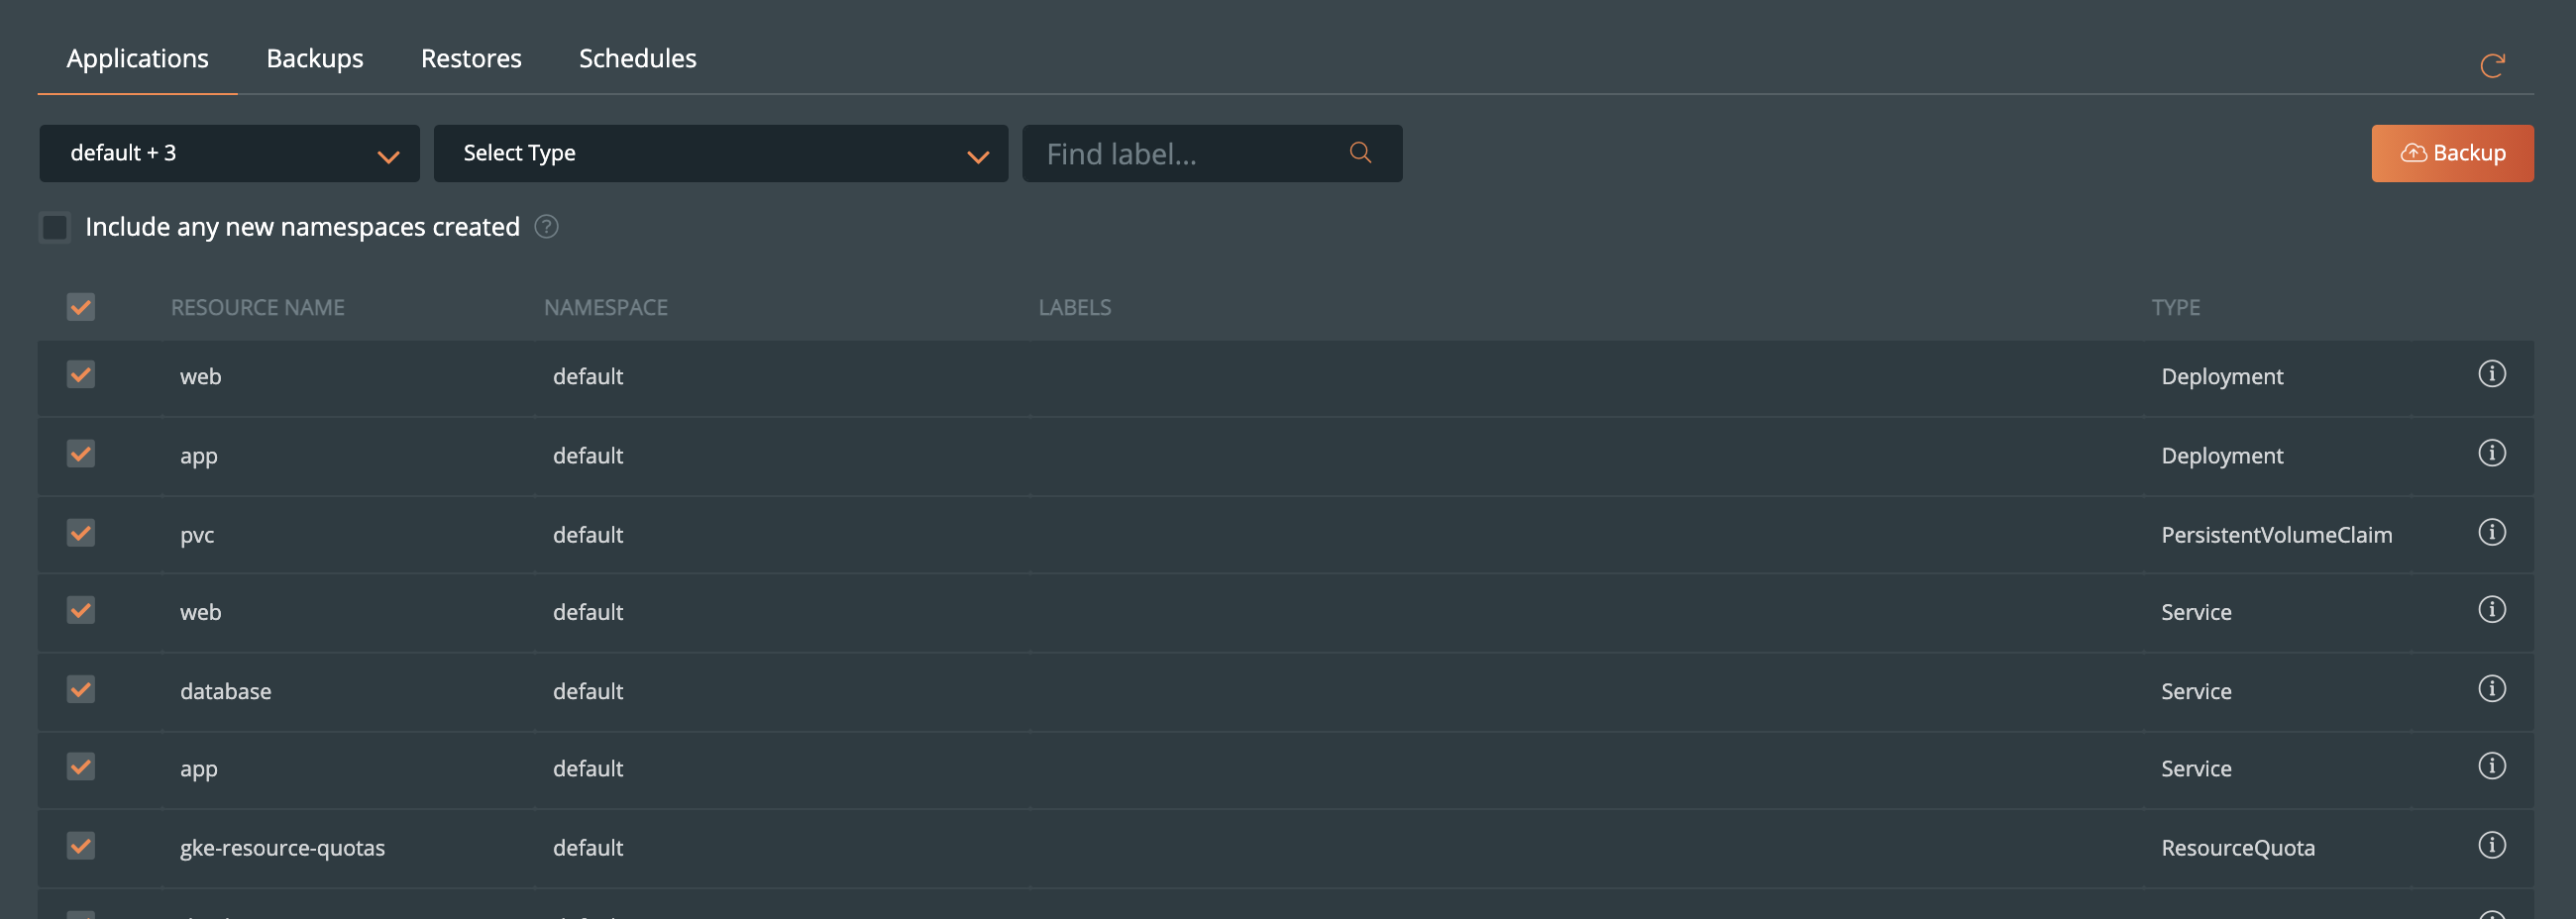 Applications Backups Restores Schedules
default + 3 Select Type Find label... Backup
Include any new namespaces created ?
RESOURCE NAME NAMESPACE LABELS TYPE
web default Deployment
app default Deployment
pvc default PersistentVolumeClaim
web default Service
database default Service
app default Service
gke-resource-quotas default ResourceQuota